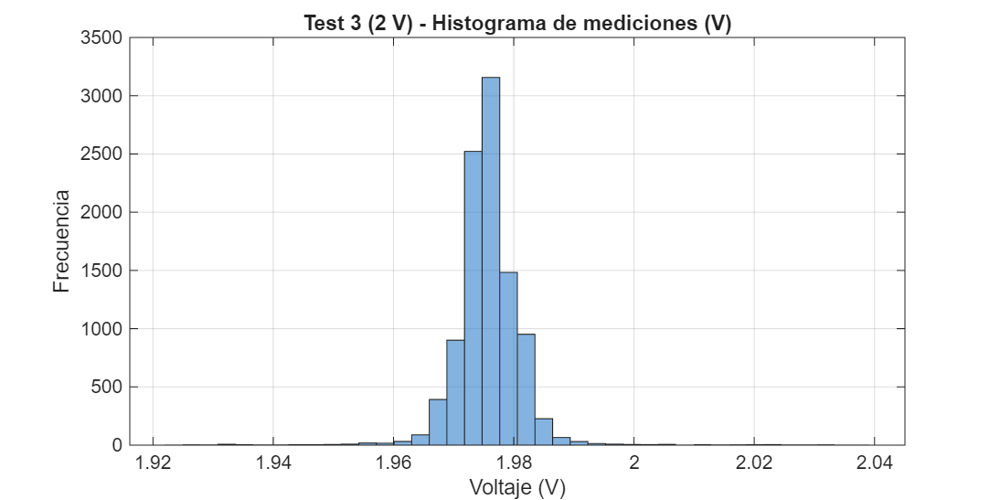 Test 3 (2 V) - Histograma de mediciones (V)
3500
3000
2500
2000
1500
1000
500
0
Frecuencia
1.92 1.94 1.96 1.98 2 2.02 2.04
Voltaje (V)